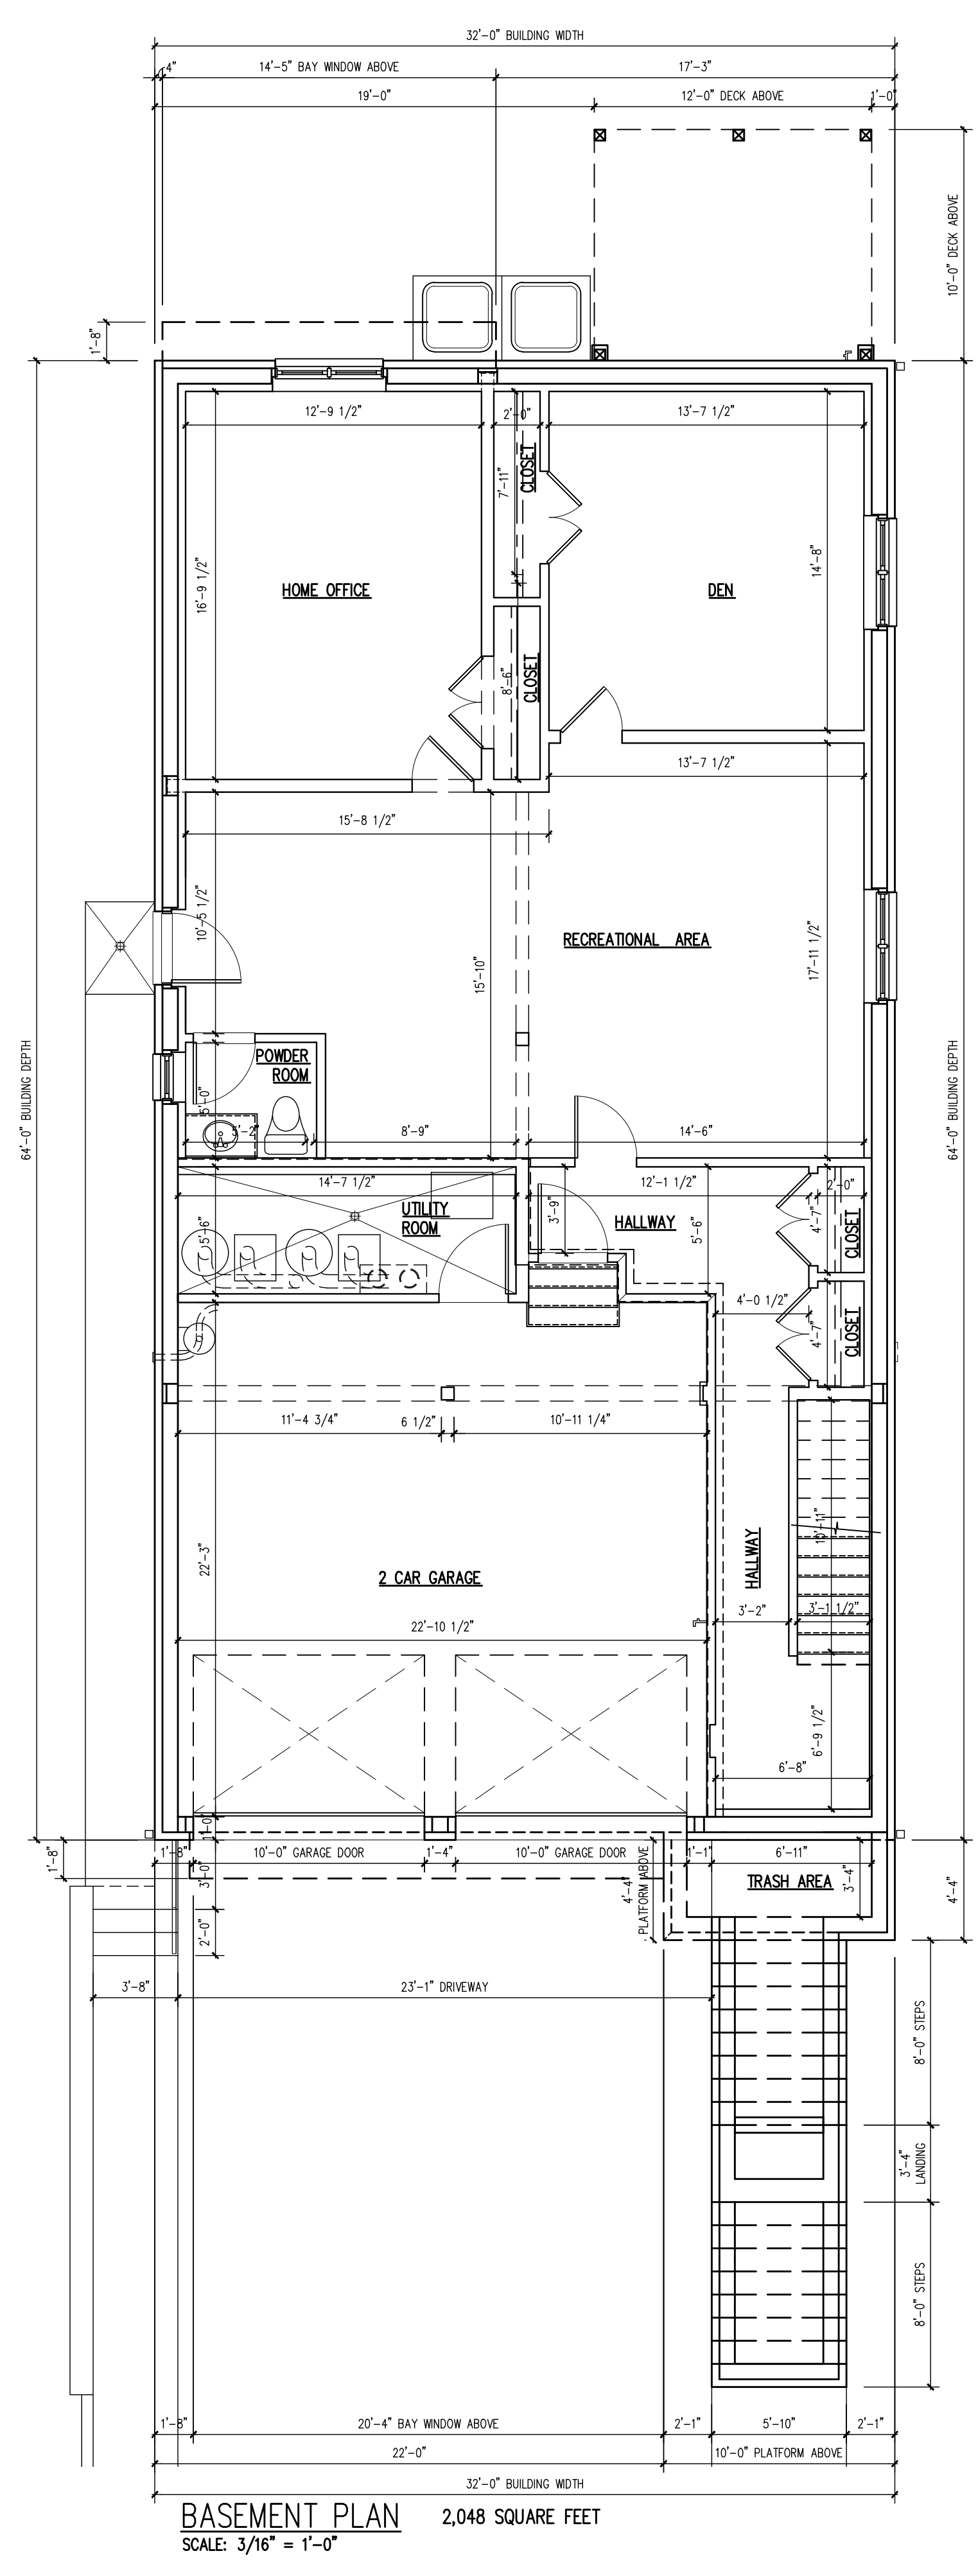 32'-0" BUILDING WIDTH
4"
14'-5" BAY WINDOW ABOVE
17'-3"
19'-0"
12'-0" DECK ABOVE
1'-0"
10'-0" DECK ABOVE
1'-8"
12'-9 1/2"
2'-0"
13'-7 1/2"
CLOSET
7'-11"
16'-9 1/2"
HOME OFFICE
14'-8"
DEN
CLOSET
8'-6"
13'-7 1/2"
15'-8 1/2"
10'-5 1/2"
RECREATIONAL AREA
17'-11 1/2"
15'-10"
64'-0" BUILDING DEPTH
64'-0" BUILDING DEPTH
POWDER
ROOM
5'-0"
5'-2"
8'-9"
14'-6"
14'-7 1/2"
12'-1 1/2"
2'-0"
UTILITY
ROOM
5'-6"
3'-9"
HALLWAY
5'-6"
4'-7"
CLOSET
4'-0 1/2"
4'-7"
CLOSET
11'-4 3/4"
6 1/2"
10'-11 1/4"
22'-3"
10'-11"
HALLWAY
2 CAR GARAGE
3'-2"
3'-1 1/2"
22'-10 1/2"
6'-9 1/2"
6'-8"
1'-0"
1'-8"
1'-8"
10'-0" GARAGE DOOR
1'-4"
10'-0" GARAGE DOOR
1'-1"
6'-11"
3'-0"
4'-4"
PLATFORM ABOVE
TRASH AREA
3'-4"
4'-4"
2'-0"
3'-8"
23'-1" DRIVEWAY
8'-0" STEPS
3'-4"
LANDING
8'-0" STEPS
1'-8"
20'-4" BAY WINDOW ABOVE
2'-1"
5'-10"
2'-1"
22'-0"
10'-0" PLATFORM ABOVE
32'-0" BUILDING WIDTH
BASEMENT PLAN
2,048 SQUARE FEET
SCALE: 3/16" = 1'-0"